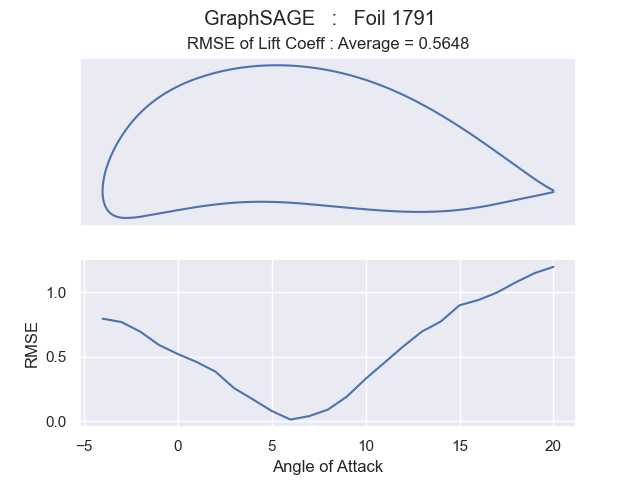 GraphSAGE : Foil 1791
RMSE of Lift Coeff : Average = 0.5648
RMSE
1.0
0.5
0.0
−5 0 5 10 15 20
Angle of Attack